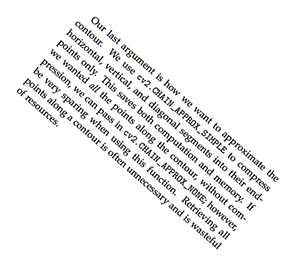 Our last argument is how we want to approximate the
contour. We use cv2.CHAIN_APPROX_SIMPLE to compress
horizontal, vertical, and diagonal segments into their end-
points only. This saves both computation and memory. If
we wanted all the points along the contour, without com-
pression, we can pass in cv2.CHAIN_APPROX_NONE; however,
be very sparing when using this function. Retrieving all
points along a contour is often unnecessary and is wasteful
of resources.